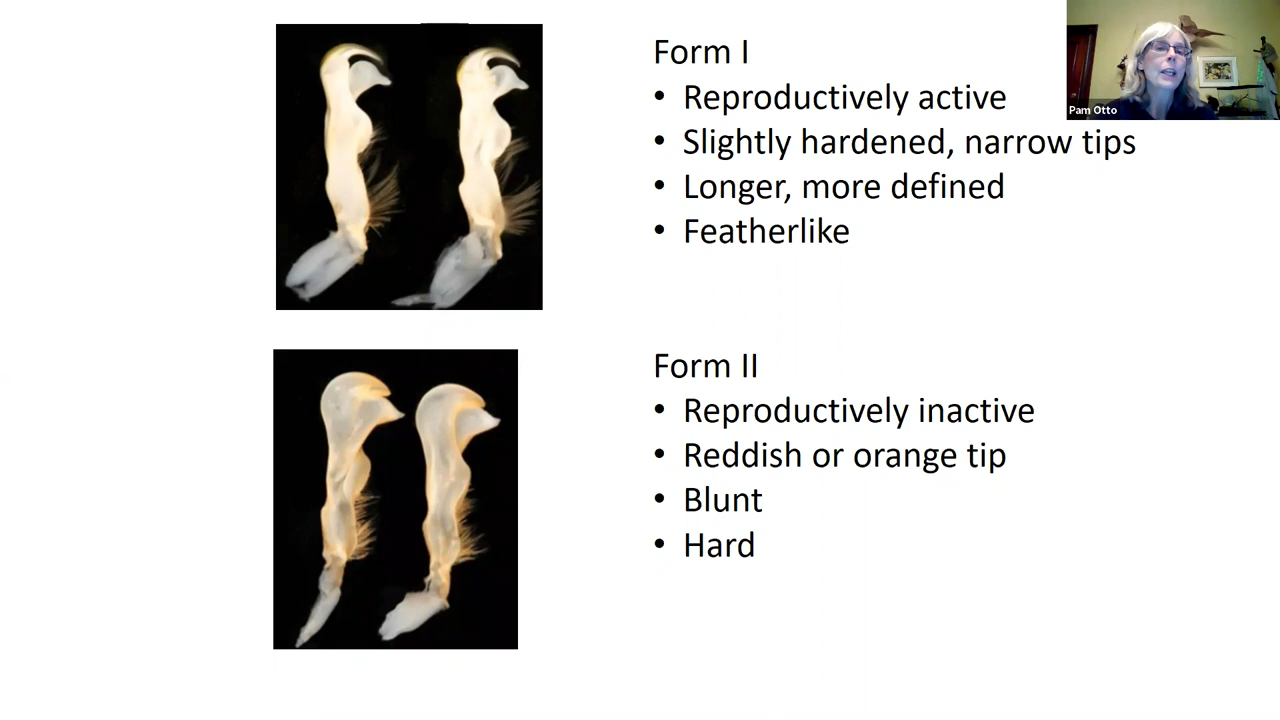 Form I
• Reproductively active
• Slightly hardened, narrow tips
• Longer, more defined
• Featherlike
Pam Otto
Form II
• Reproductively inactive
• Reddish or orange tip
• Blunt
• Hard